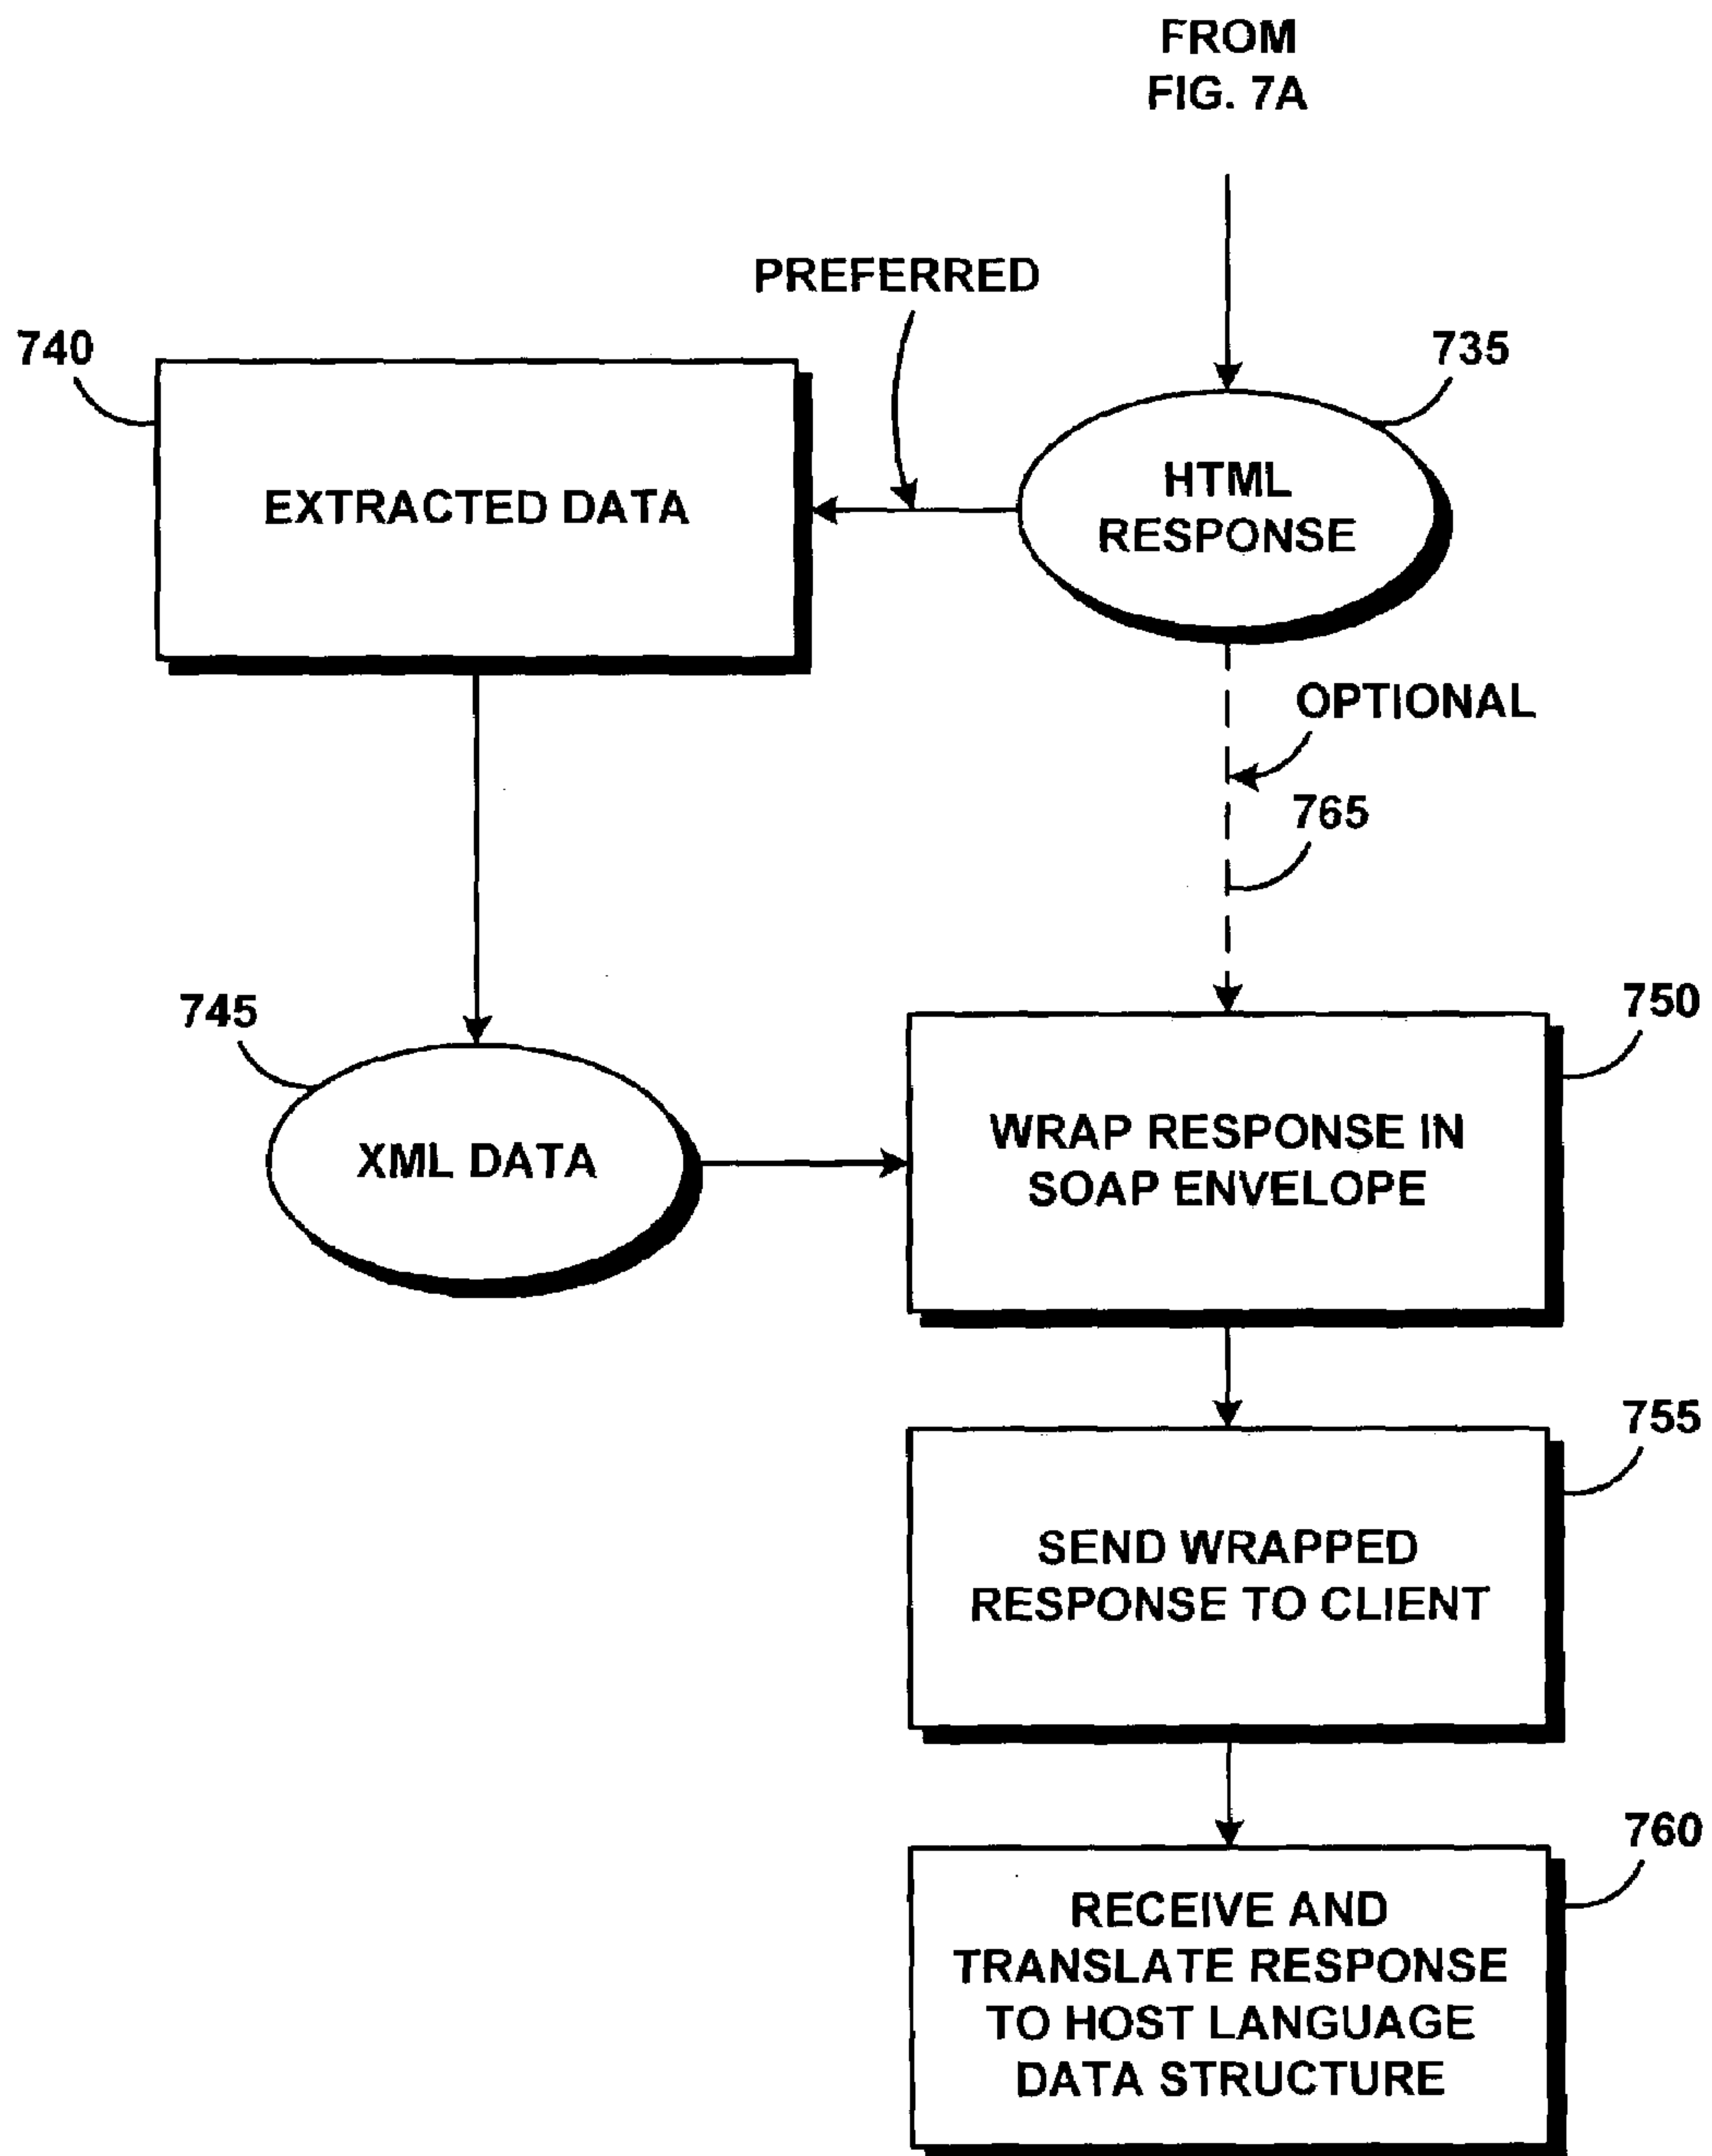 FROM
FIG. 7A
PREFERRED
740
735
EXTRACTED DATA
HTML
RESPONSE
OPTIONAL
765
745
750
XML DATA
WRAP RESPONSE IN
SOAP ENVELOPE
755
SEND WRAPPED
RESPONSE TO CLIENT
760
RECEIVE AND
TRANSLATE RESPONSE
TO HOST LANGUAGE
DATA STRUCTURE